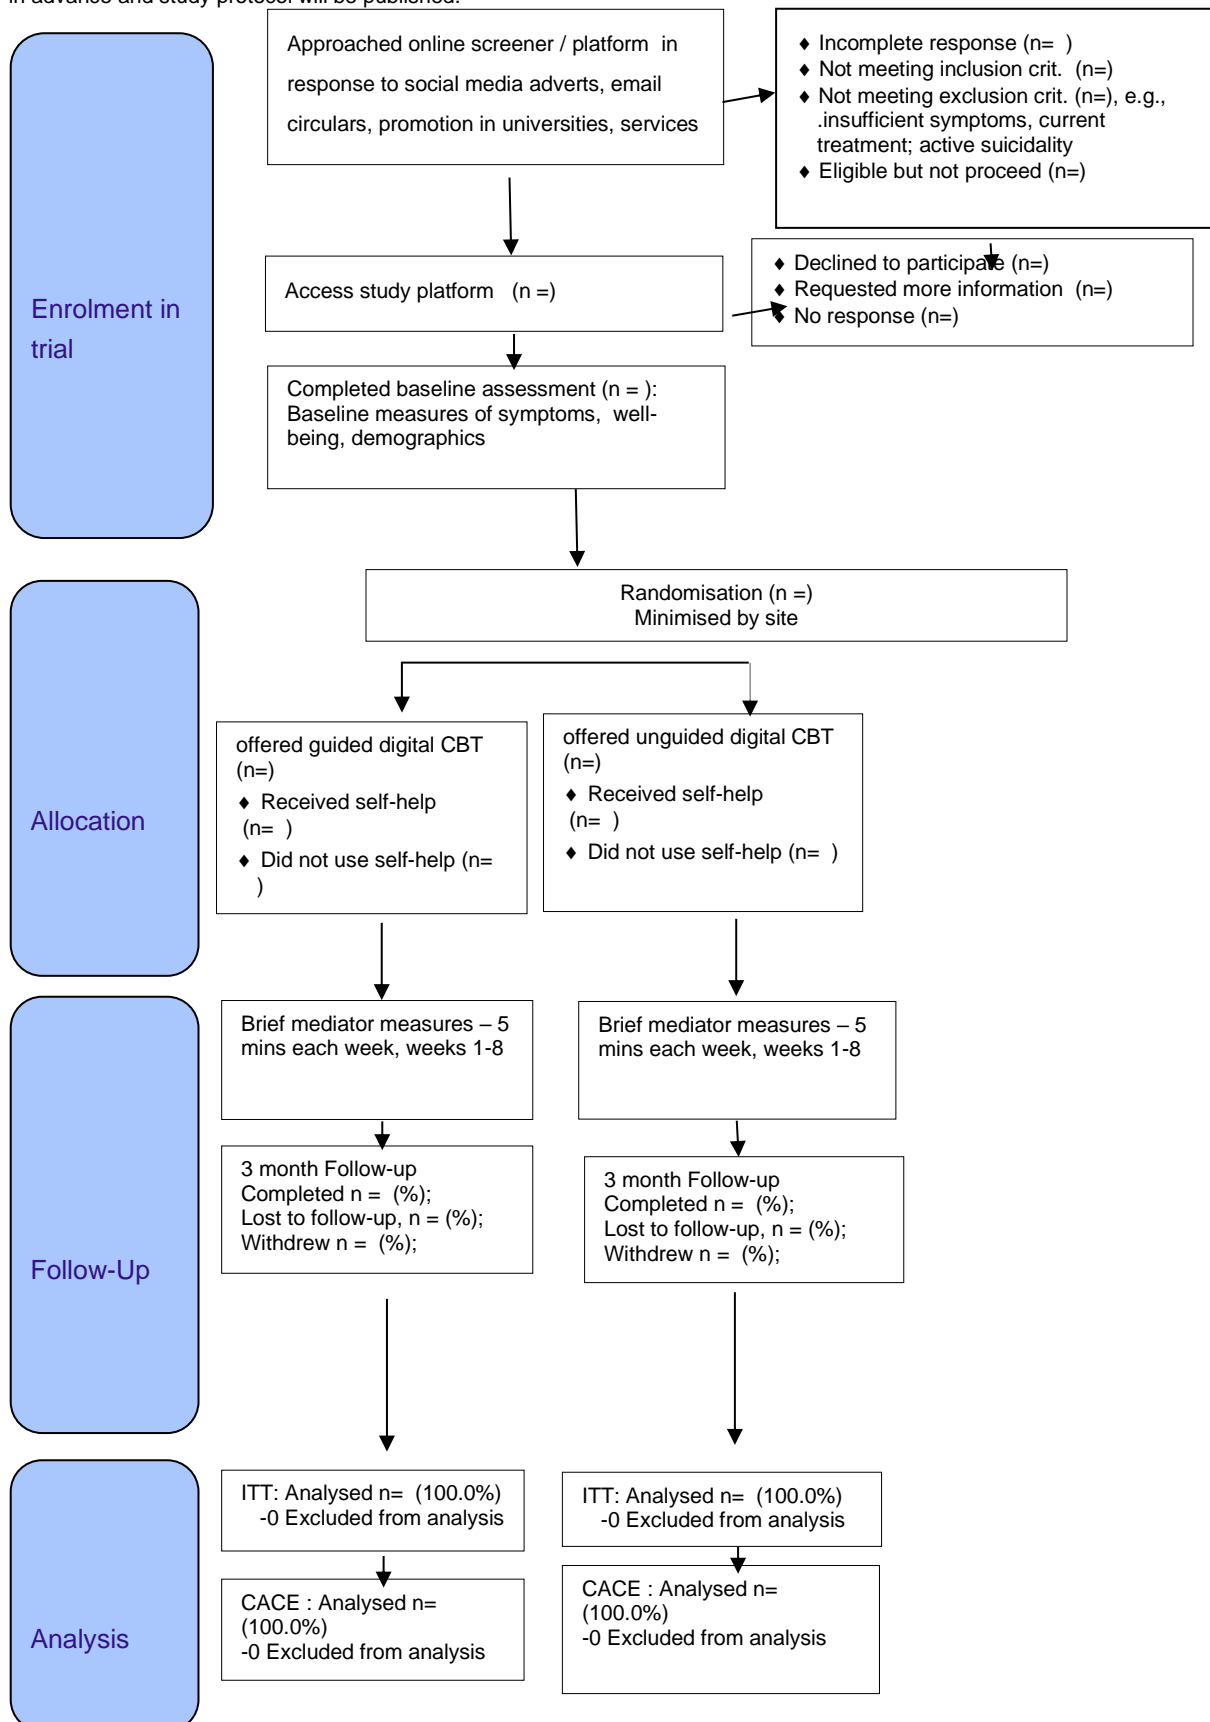 in advance and study protocol will be published.
Approached online screener / platform  in
response to social media adverts, email
circulars, promotion in universities, services
♦ Incomplete response (n=  )
♦ Not meeting inclusion crit.  (n=)
♦ Not meeting exclusion crit. (n=), e.g.,
.insufficient symptoms, current
treatment; active suicidality
♦ Eligible but not proceed (n=)
Enrolment in
trial
Access study platform   (n =)
♦ Declined to participate (n=)
♦ Requested more information  (n=)
♦ No response (n=)
Completed baseline assessment (n = ):
Baseline measures of symptoms,  well-
being, demographics
Randomisation (n =)
Minimised by site
Allocation
offered guided digital CBT
(n=)
♦ Received self-help
(n=  )
♦ Did not use self-help (n=
)
offered unguided digital CBT
(n=)
♦ Received self-help
(n=  )
♦ Did not use self-help (n=  )
Follow-Up
Brief mediator measures – 5
mins each week, weeks 1-8
Brief mediator measures – 5
mins each week, weeks 1-8
3 month Follow-up
Completed n =  (%);
Lost to follow-up, n = (%);
Withdrew n =  (%);
3 month Follow-up
Completed n =  (%);
Lost to follow-up, n = (%);
Withdrew n =  (%);
Analysis
ITT: Analysed n=  (100.0%)
-0 Excluded from analysis
ITT: Analysed n=  (100.0%)
-0 Excluded from analysis
CACE : Analysed n=
(100.0%)
-0 Excluded from analysis
CACE : Analysed n=
(100.0%)
-0 Excluded from analysis